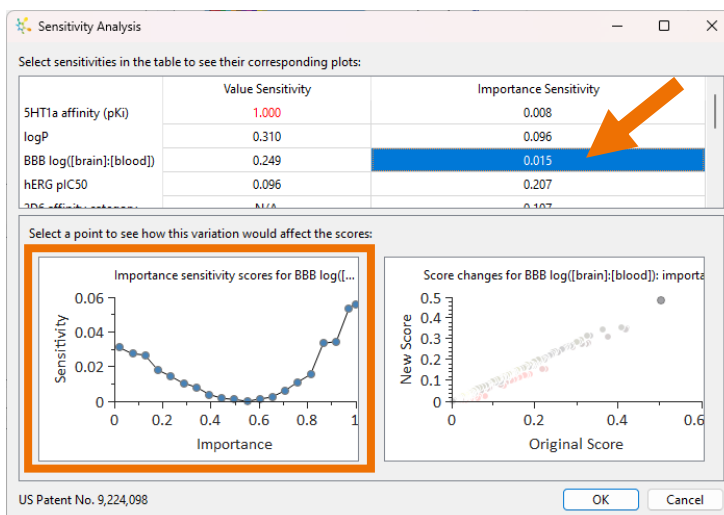 Sensitivity Analysis
Select sensitivities in the table to see their corresponding plots:
Value Sensitivity Importance Sensitivity
5HT1a affinity (pKi) 1.000 0.008
logP 0.310 0.096
BBB log([brain]:[blood]) 0.249 0.015
hERG pIC50 0.096 0.207
2D6 affinity category N/A 0.107
Select a point to see how this variation would affect the scores:
Importance sensitivity scores for BBB log([...
0.06
0.04
0.02
0
Sensitivity
0 0.2 0.4 0.6 0.8 1
Importance
Score changes for BBB log([brain]:[blood]): importa
0.5
0.4
0.3
0.2
0.1
0
New Score
0 0.2 0.4 0.6
Original Score
US Patent No. 9,224,098
OK Cancel